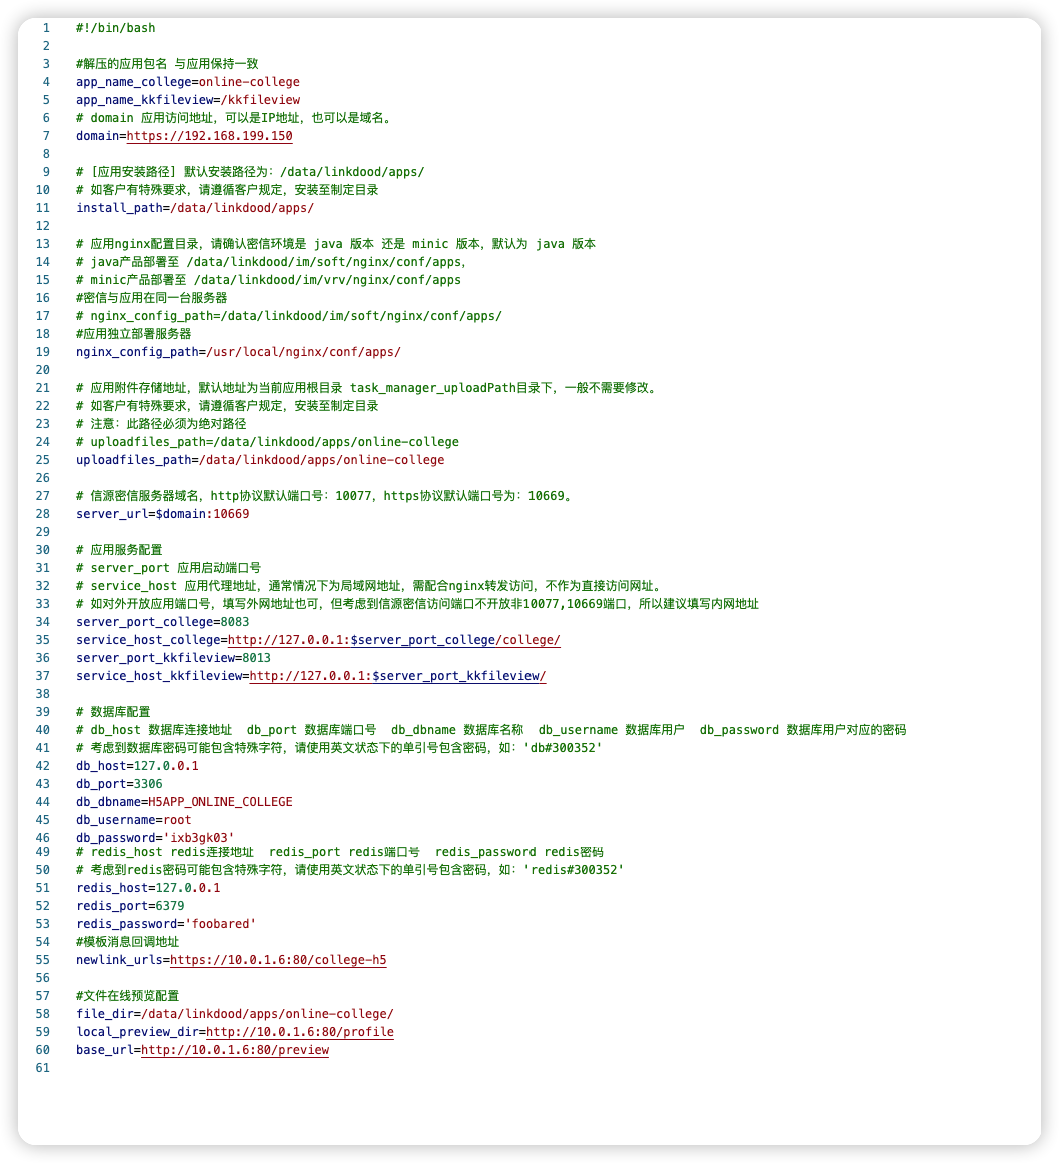 1 #!/bin/bash
2
3 #解压的应用包名 与应用保持一致
4 app_name_college=online-college
5 app_name_kkfileview=/kkfileview
6 # domain 应用访问地址，可以是IP地址，也可以是域名。
7 domain=https://192.168.199.150
8
9 # [应用安装路径] 默认安装路径为：/data/linkdood/apps/
10 # 如客户有特殊要求，请遵循客户规定，安装至制定目录
11 install_path=/data/linkdood/apps/
12
13 # 应用nginx配置目录，请确认密信环境是 java 版本 还是 minic 版本，默认为 java 版本
14 # java产品部署至 /data/linkdood/im/soft/nginx/conf/apps，
15 # minic产品部署至 /data/linkdood/im/vrv/nginx/conf/apps
16 #密信与应用在同一台服务器
17 # nginx_config_path=/data/linkdood/im/soft/nginx/conf/apps/
18 #应用独立部署服务器
19 nginx_config_path=/usr/local/nginx/conf/apps/
20
21 # 应用附件存储地址，默认地址为当前应用根目录 task_manager_uploadPath目录下，一般不需要修改。
22 # 如客户有特殊要求，请遵循客户规定，安装至制定目录
23 # 注意：此路径必须为绝对路径
24 # uploadfiles_path=/data/linkdood/apps/online-college
25 uploadfiles_path=/data/linkdood/apps/online-college
26
27 # 信源密信服务器域名，http协议默认端口号：10077，https协议默认端口号为：10669。
28 server_url=$domain:10669
29
30 # 应用服务配置
31 # server_port 应用启动端口号
32 # service_host 应用代理地址，通常情况下为局域网地址，需配合nginx转发访问，不作为直接访问网址。
33 # 如对外开放应用端口号，填写外网地址也可，但考虑到信源密信访问端口不开放非10077,10669端口，所以建议填写内网地址
34 server_port_college=8083
35 service_host_college=http://127.0.0.1:$server_port_college/college/
36 server_port_kkfileview=8013
37 service_host_kkfileview=http://127.0.0.1:$server_port_kkfileview/
38
39 # 数据库配置
40 # db_host 数据库连接地址  db_port 数据库端口号  db_dbname 数据库名称  db_username 数据库用户  db_password 数据库用户对应的密码
41 # 考虑到数据库密码可能包含特殊字符，请使用英文状态下的单引号包含密码，如：'db#300352'
42 db_host=127.0.0.1
43 db_port=3306
44 db_dbname=H5APP_ONLINE_COLLEGE
45 db_username=root
46 db_password='ixb3gk03'
49 # redis_host redis连接地址  redis_port redis端口号  redis_password redis密码
50 # 考虑到redis密码可能包含特殊字符，请使用英文状态下的单引号包含密码，如：'redis#300352'
51 redis_host=127.0.0.1
52 redis_port=6379
53 redis_password='foobared'
54 #模板消息回调地址
55 newlink_urls=https://10.0.1.6:80/college-h5
56
57 #文件在线预览配置
58 file_dir=/data/linkdood/apps/online-college/
59 local_preview_dir=http://10.0.1.6:80/profile
60 base_url=http://10.0.1.6:80/preview
61